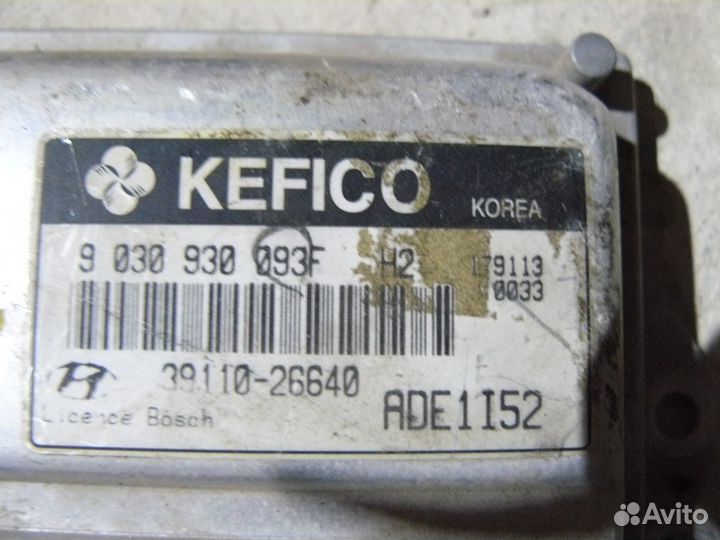 KEFICO KOREA
9 030 930 093F H2 179113
0033
39110-26640 ADE1I52
Licence Bosch
Avito